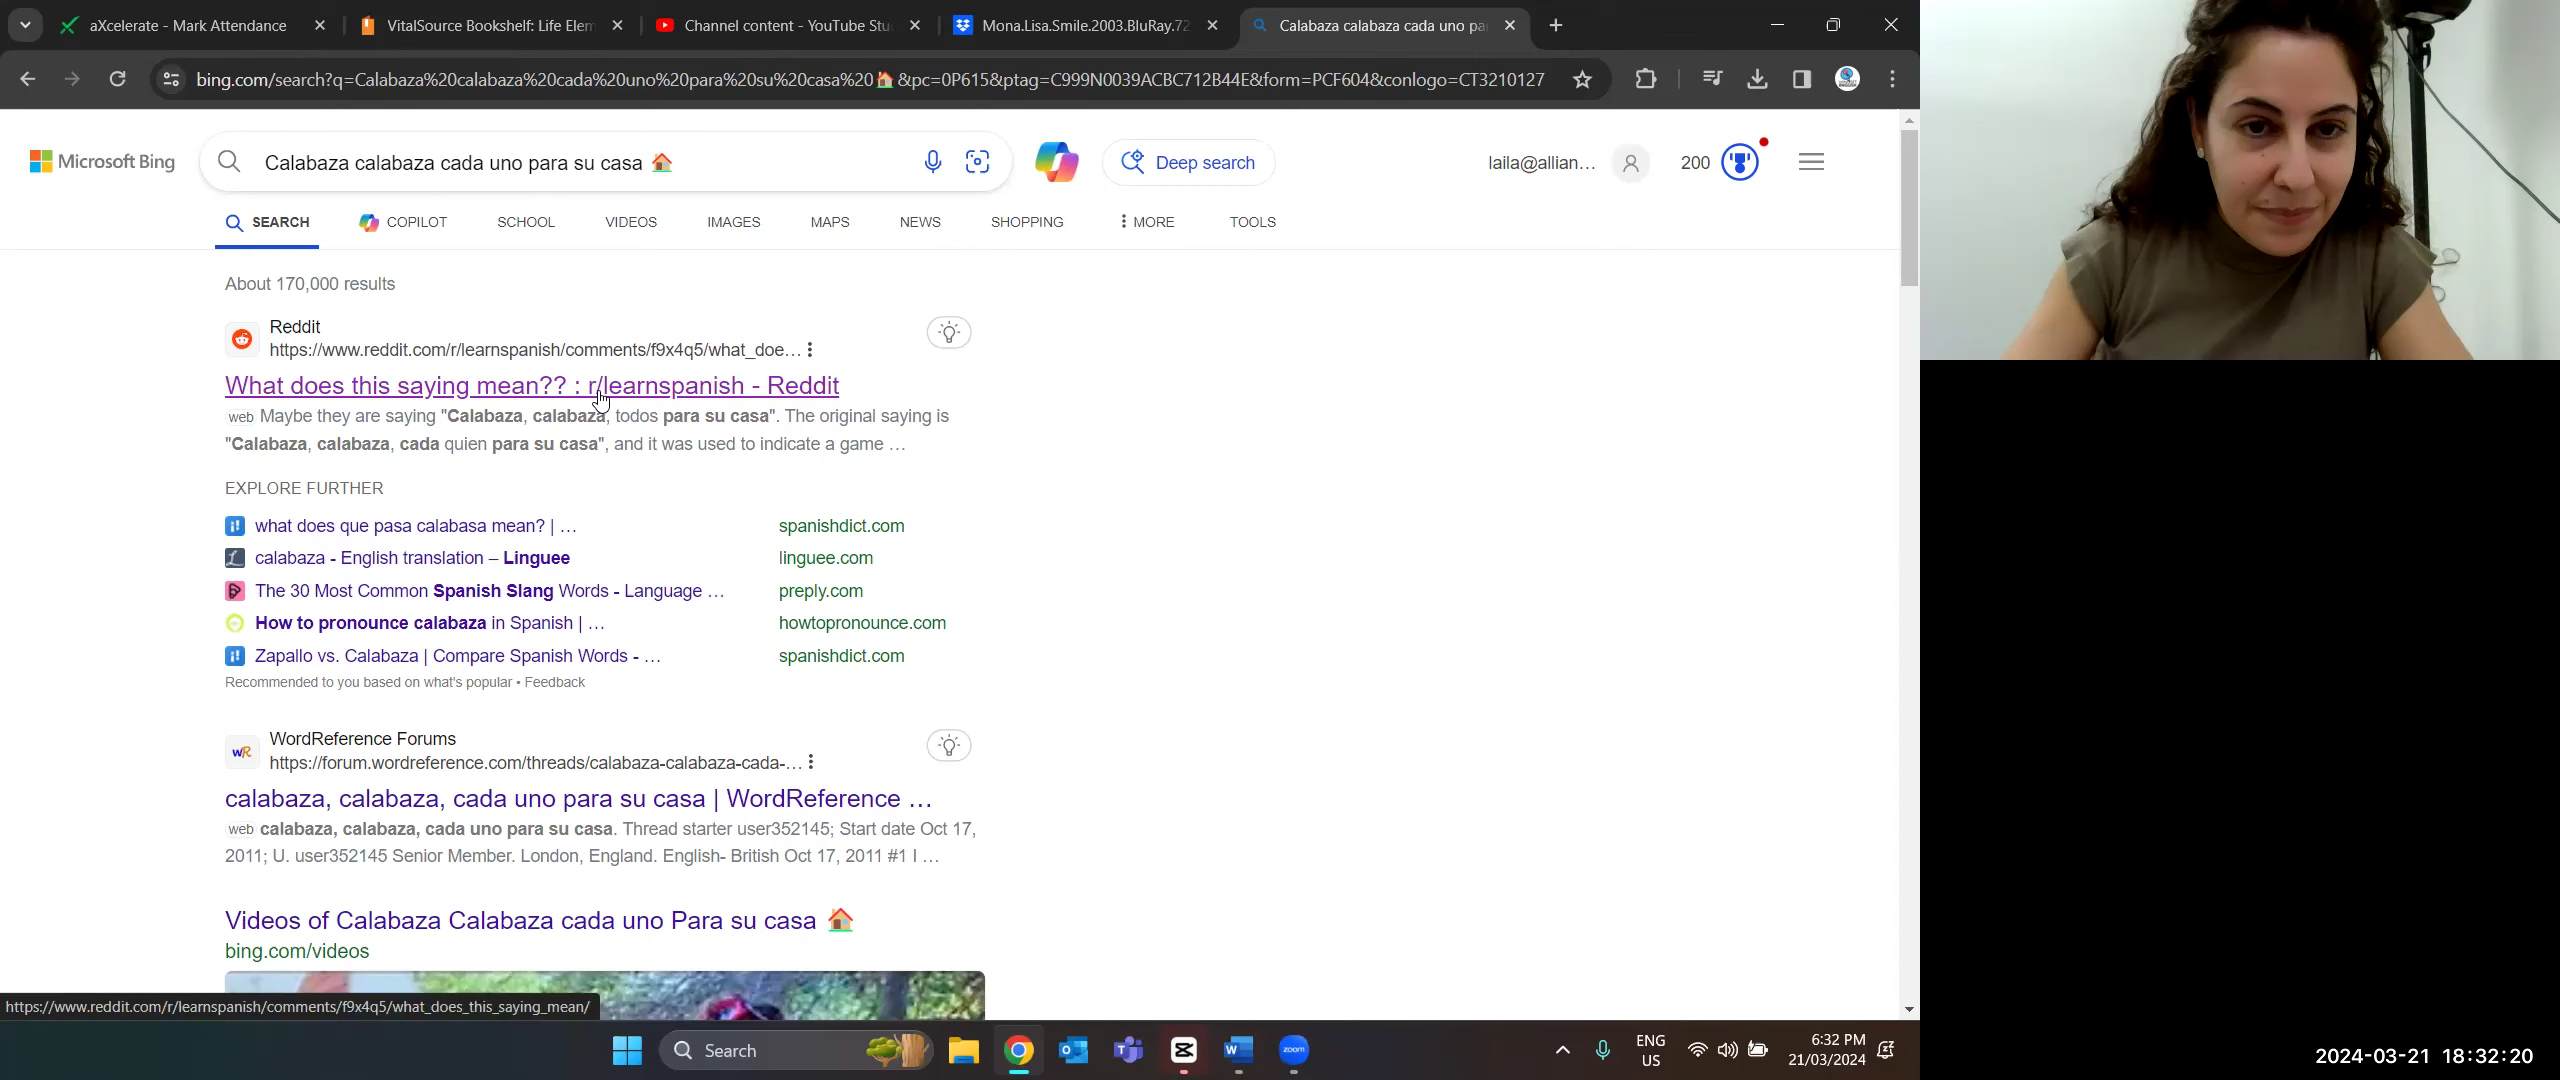 aXcelerate - Mark Attendance
VitalSource Bookshelf: Life Elem
Channel content - YouTube Stu
Mona.Lisa.Smile.2003.BluRay.72
Calabaza calabaza cada uno pa
bing.com/search?q=Calabaza%20calabaza%20cada%20uno%20para%20su%20casa%20🏠&pc=0P615&ptag=C999N0039ACBC712B44E&form=PCF604&conlogo=CT3210127
Microsoft Bing
Calabaza calabaza cada uno para su casa 🏠
Deep search
laila@allian...
200
SEARCH
COPILOT
SCHOOL
VIDEOS
IMAGES
MAPS
NEWS
SHOPPING
MORE
TOOLS
About 170,000 results
Reddit
https://www.reddit.com/r/learnspanish/comments/f9x4q5/what_doe...
What does this saying mean?? : r/learnspanish - Reddit
web Maybe they are saying "Calabaza, calabaza, todos para su casa". The original saying is
"Calabaza, calabaza, cada quien para su casa", and it was used to indicate a game ...
EXPLORE FURTHER
what does que pasa calabasa mean? | ... spanishdict.com
calabaza - English translation – Linguee linguee.com
The 30 Most Common Spanish Slang Words - Language ... preply.com
How to pronounce calabaza in Spanish | ... howtopronounce.com
Zapallo vs. Calabaza | Compare Spanish Words - ... spanishdict.com
Recommended to you based on what's popular • Feedback
wR
WordReference Forums
https://forum.wordreference.com/threads/calabaza-calabaza-cada-...
calabaza, calabaza, cada uno para su casa | WordReference ...
web calabaza, calabaza, cada uno para su casa. Thread starter user352145; Start date Oct 17,
2011; U. user352145 Senior Member. London, England. English- British Oct 17, 2011 #1 I ...
Videos of Calabaza Calabaza cada uno Para su casa 🏠
bing.com/videos
https://www.reddit.com/r/learnspanish/comments/f9x4q5/what_does_this_saying_mean/
Search
zoom
ENG
US
6:32 PM
21/03/2024
2024-03-21 18:32:20